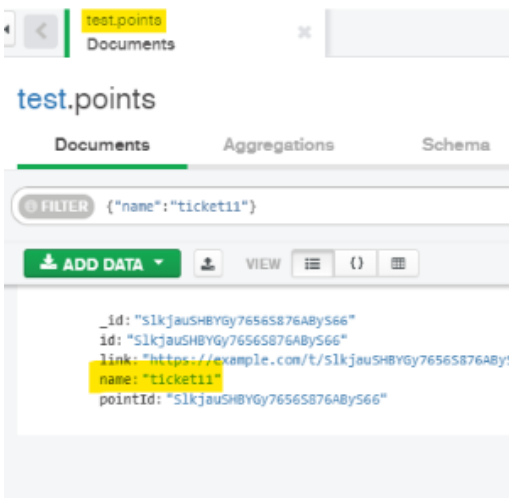 test.points
Documents
test.points
Documents Aggregations Schema
FILTER {"name":"ticket11"}
ADD DATA VIEW {}
_id: "SlkjauSHBYGy7656S876AByS66"
id: "SlkjauSHBYGy7656S876AByS66"
link: "https://example.com/t/SlkjauSHBYGy7656S876AByS
name: "ticket11"
pointId: "SlkjauSHBYGy7656S876AByS66"